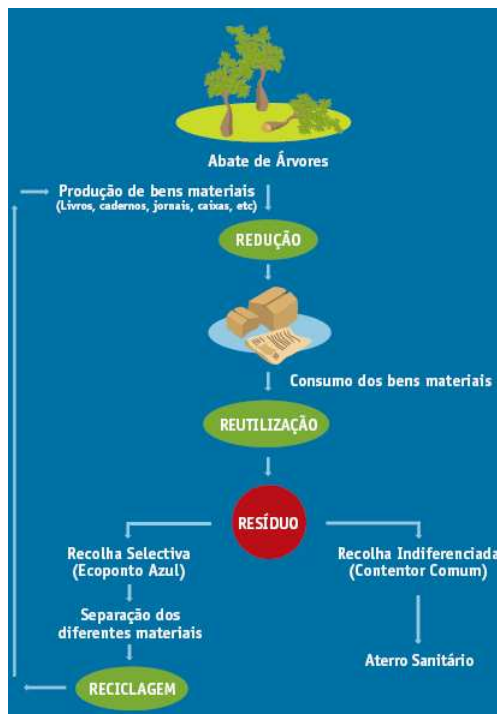 Abate de Árvores
Produção de bens materiais
(Livros, cadernos, jornais, caixas, etc)
REDUÇÃO
Consumo dos bens materiais
REUTILIZAÇÃO
RESÍDUO
Recolha Selectiva
(Ecoponto Azul)
Separação dos
diferentes materiais
RECICLAGEM
Recolha Indiferenciada
(Contentor Comum)
Aterro Sanitário